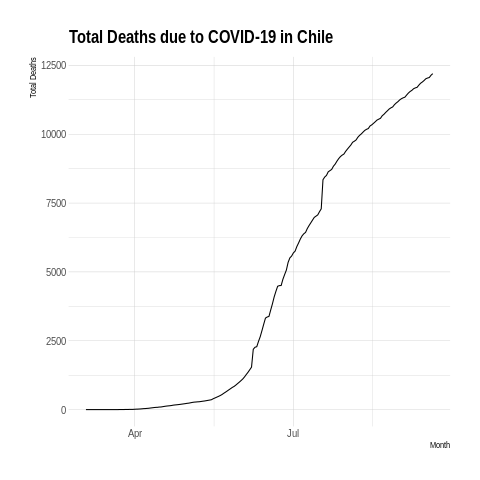 Total Deaths due to COVID-19 in Chile
Total Deaths
12500
10000
7500
5000
2500
0
Apr
Jul
Month